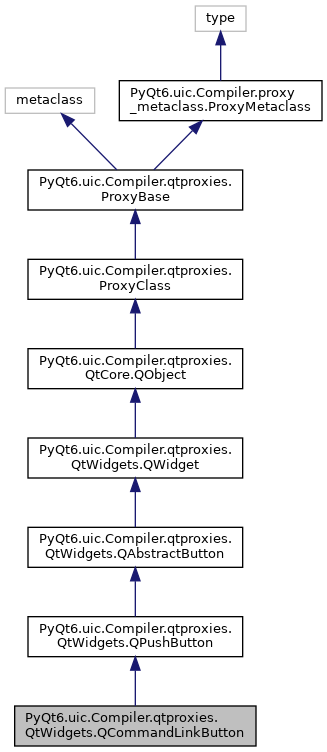 type
metaclass
PyQt6.uic.Compiler.proxy
_metaclass.ProxyMetaclass
PyQt6.uic.Compiler.qtproxies.
ProxyBase
PyQt6.uic.Compiler.qtproxies.
ProxyClass
PyQt6.uic.Compiler.qtproxies.
QtCore.QObject
PyQt6.uic.Compiler.qtproxies.
QtWidgets.QWidget
PyQt6.uic.Compiler.qtproxies.
QtWidgets.QAbstractButton
PyQt6.uic.Compiler.qtproxies.
QtWidgets.QPushButton
PyQt6.uic.Compiler.qtproxies.
QtWidgets.QCommandLinkButton